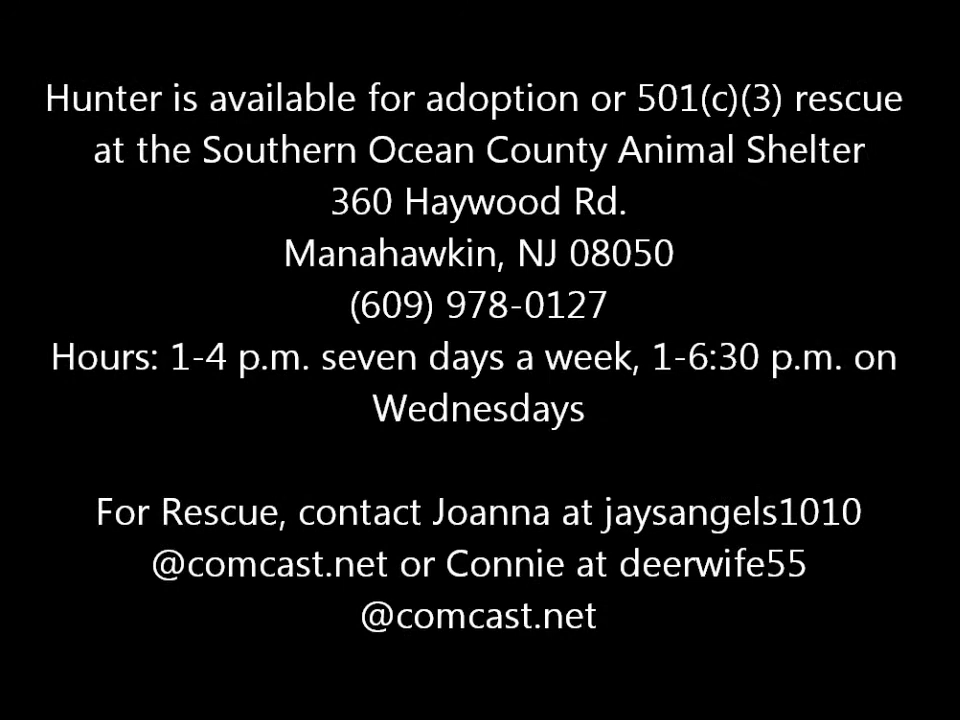 Hunter is available for adoption or 501(c)(3) rescue
at the Southern Ocean County Animal Shelter
360 Haywood Rd.
Manahawkin, NJ 08050
(609) 978-0127
Hours: 1-4 p.m. seven days a week, 1-6:30 p.m. on
Wednesdays
For Rescue, contact Joanna at jaysangels1010
@comcast.net or Connie at deerwife55
@comcast.net